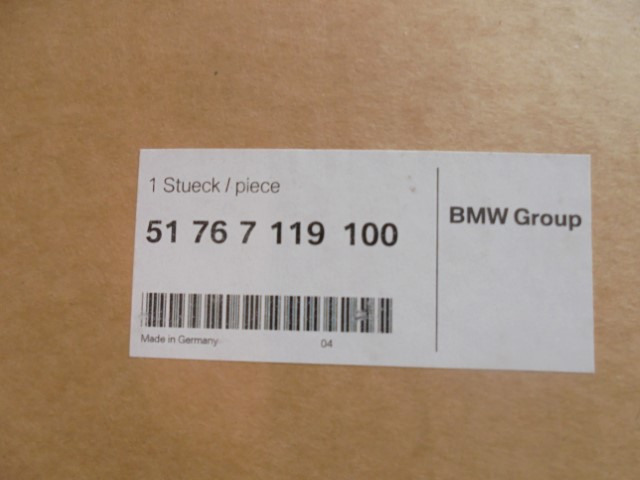 1 Stueck / piece
51 76 7 119 100
BMW Group
Made in Germany
04